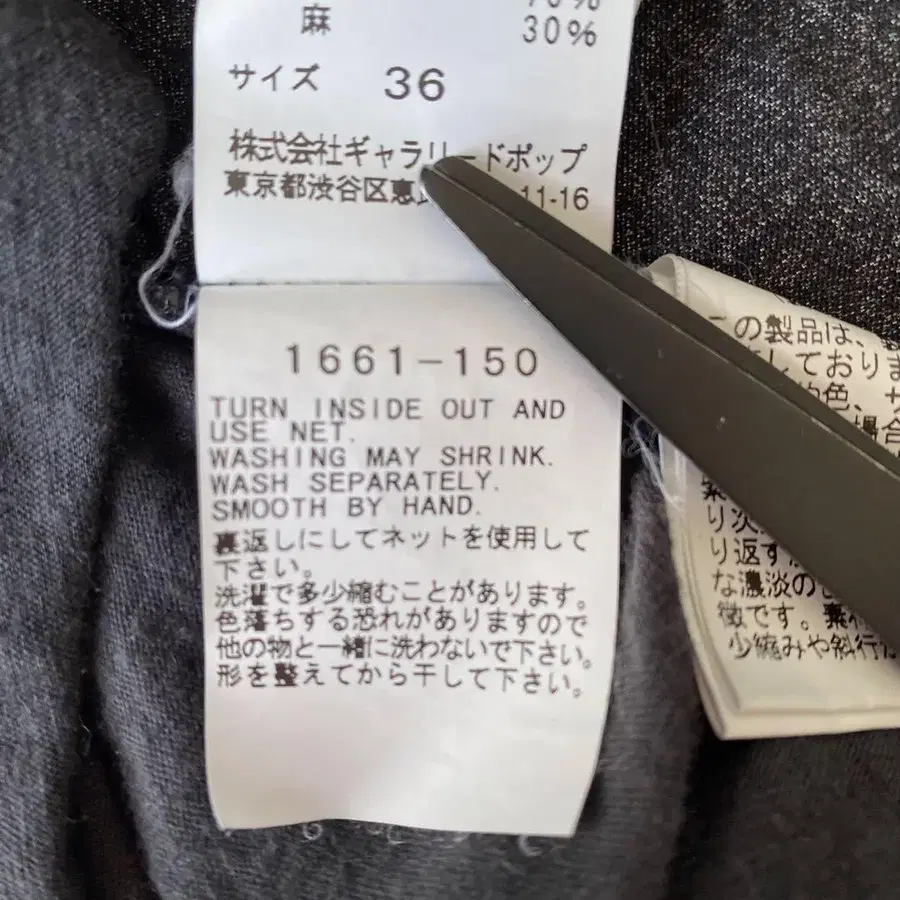 麻 30%
サイズ 36
株式会社ギャラリードポップ
東京都渋谷区恵 11-16
1661-150
TURN INSIDE OUT AND
USE NET.
WASHING MAY SHRINK.
WASH SEPARATELY.
SMOOTH BY HAND.
裏返しにしてネットを使用して
下さい。
洗濯で多少縮むことがあります。
色落ちする恐れがありますので
他の物と一緒に洗わないで下さい。
形を整えてから干して下さい。
この製品は、
しておりま
色、
場合
り返す
な濃淡の
徴です。素
少縮みや斜行